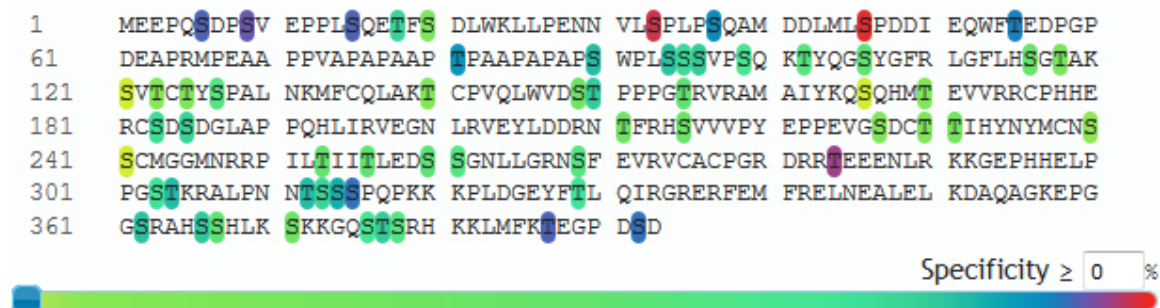 1 MEEPQSDPSV EPPLSQETFS DLWKLLPENN VLSPLPSQAM DDLMLSPDDI EQWFTEDPGP
61 DEAPRMPEAA PPVAPAPAAP TPAAPAPAPS WPLSSSVPSQ KTYQGSYGFR LGFLHSGTAK
121 SVTCTYSPAL NKMFCQLAKT CPVQLWVDST PPPGTRVRAM AIYKQSQHMT EVVRRCPHHE
181 RCSDSDGLAP PQHLIRVEGN LRVEYLDDRN TFRHSVVVPY EPPEVGSDCT TIHYNYMCNS
241 SCMGGMNRRP ILTIITLEDS SGNLLGRNSF EVRVCACPGR DRRTEEENLR KKGEPHHELP
301 PGSTKRALPN NTSSSPQPKK KPLDGEYFTL QIRGRERFEM FRELNEALEL KDAQAGKEPG
361 GSRAHSSHLK SKKGQSTSRH KKLMFKTEGP DSD
Specificity ≥ 0 %